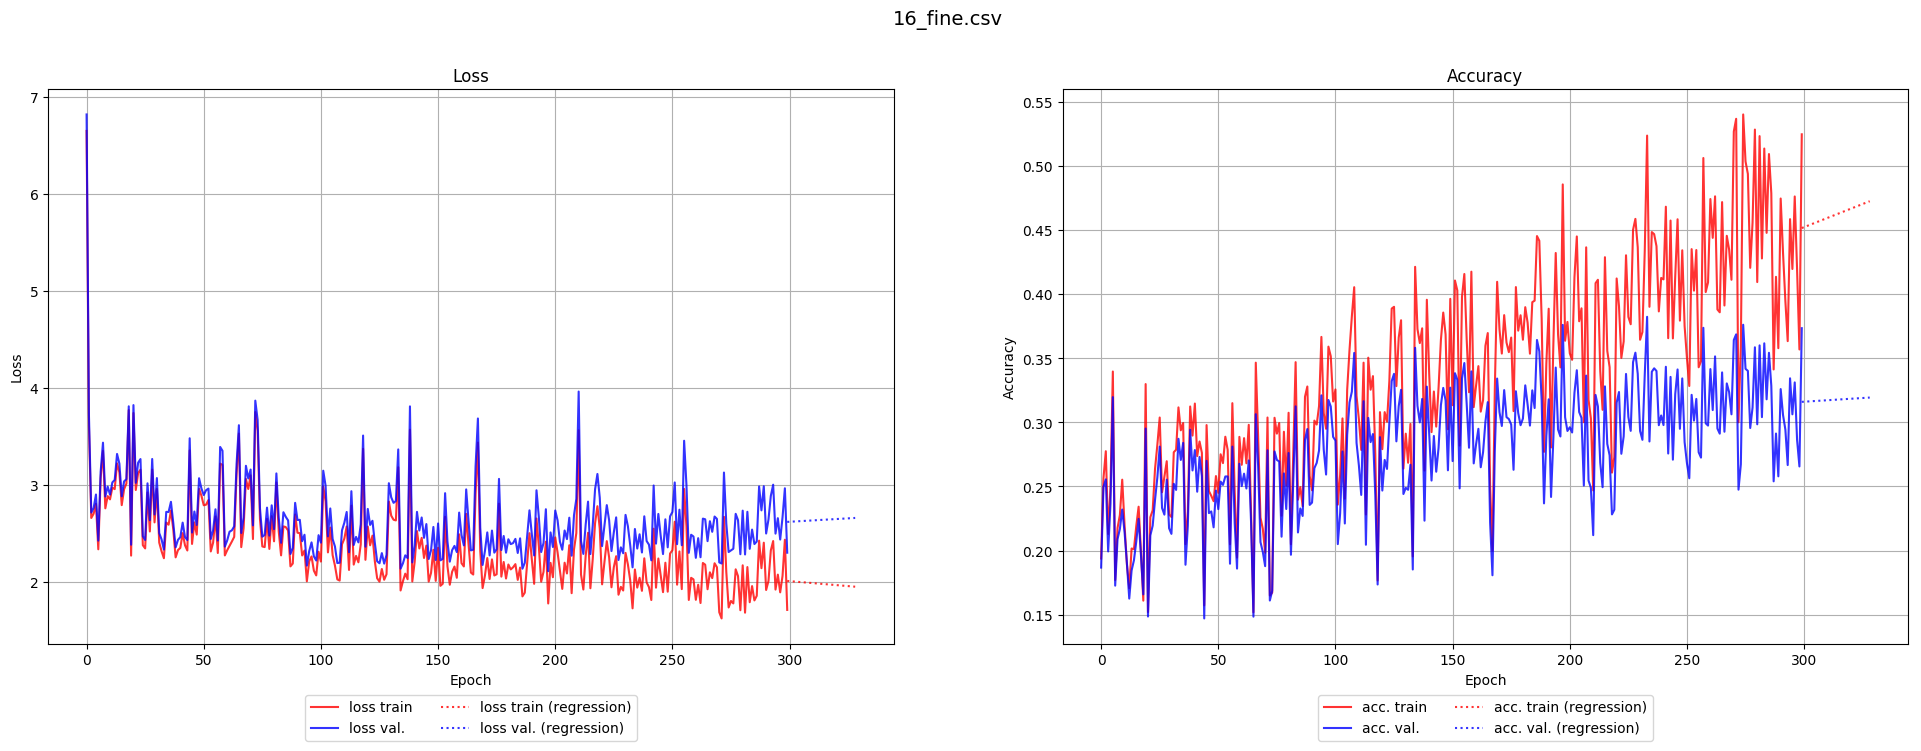 16_fine.csv
Loss
7
6
5
4
3
2
Loss
0 50 100 150 200 250 300
Epoch
loss train
loss val.
loss train (regression)
loss val. (regression)
Accuracy
0.55
0.50
0.45
0.40
0.35
0.30
0.25
0.20
0.15
Accuracy
0 50 100 150 200 250 300
Epoch
acc. train
acc. val.
acc. train (regression)
acc. val. (regression)